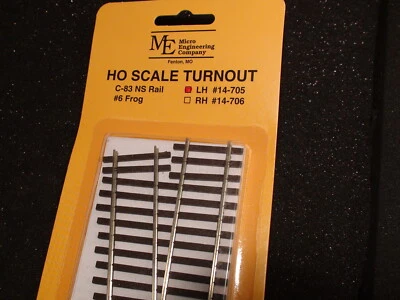 ME Micro
Engineering
Company
Fenton, MO
HO SCALE TURNOUT
C-83 NS Rail LH #14-705
#6 Frog RH #14-706